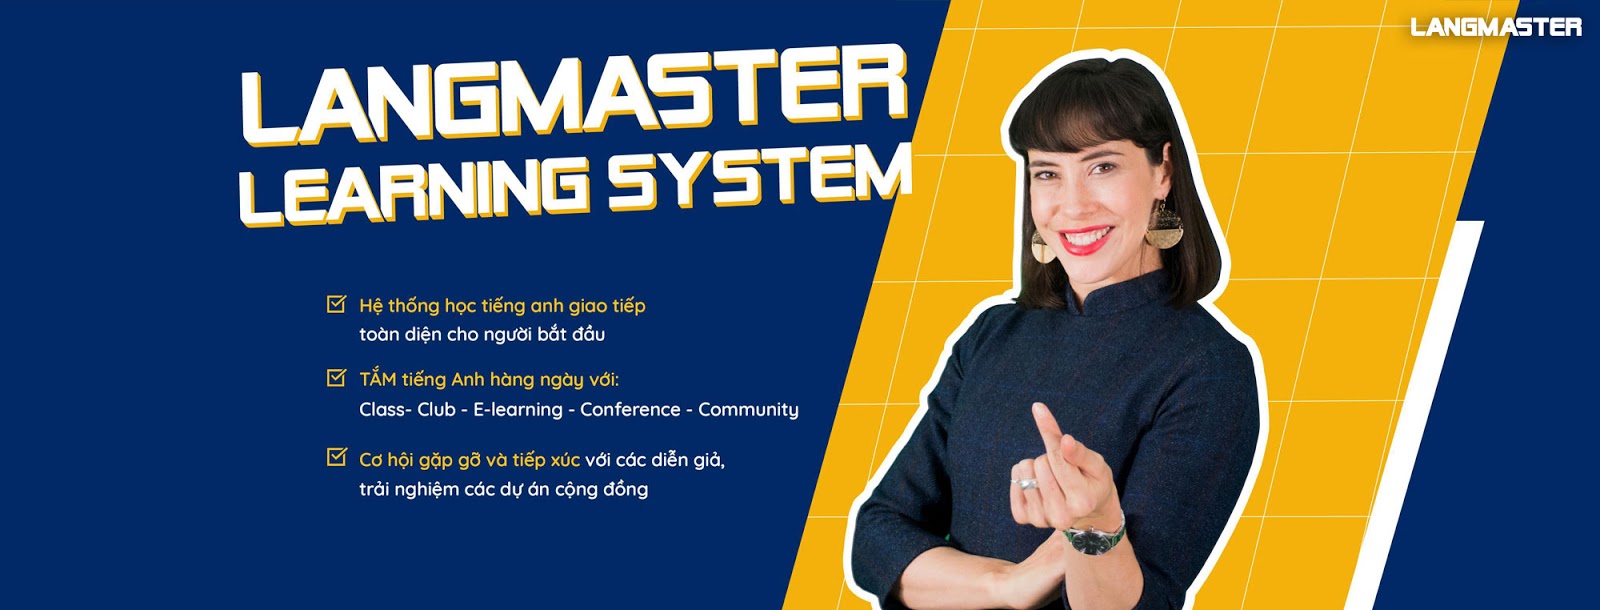 LANGMASTER
LANGMASTER
LEARNING SYSTEM
Hệ thống học tiếng anh giao tiếp
toàn diện cho người bắt đầu
TẮM tiếng Anh hàng ngày với:
Class- Club - E-learning - Conference - Community
Cơ hội gặp gỡ và tiếp xúc với các diễn giả,
trải nghiệm các dự án cộng đồng